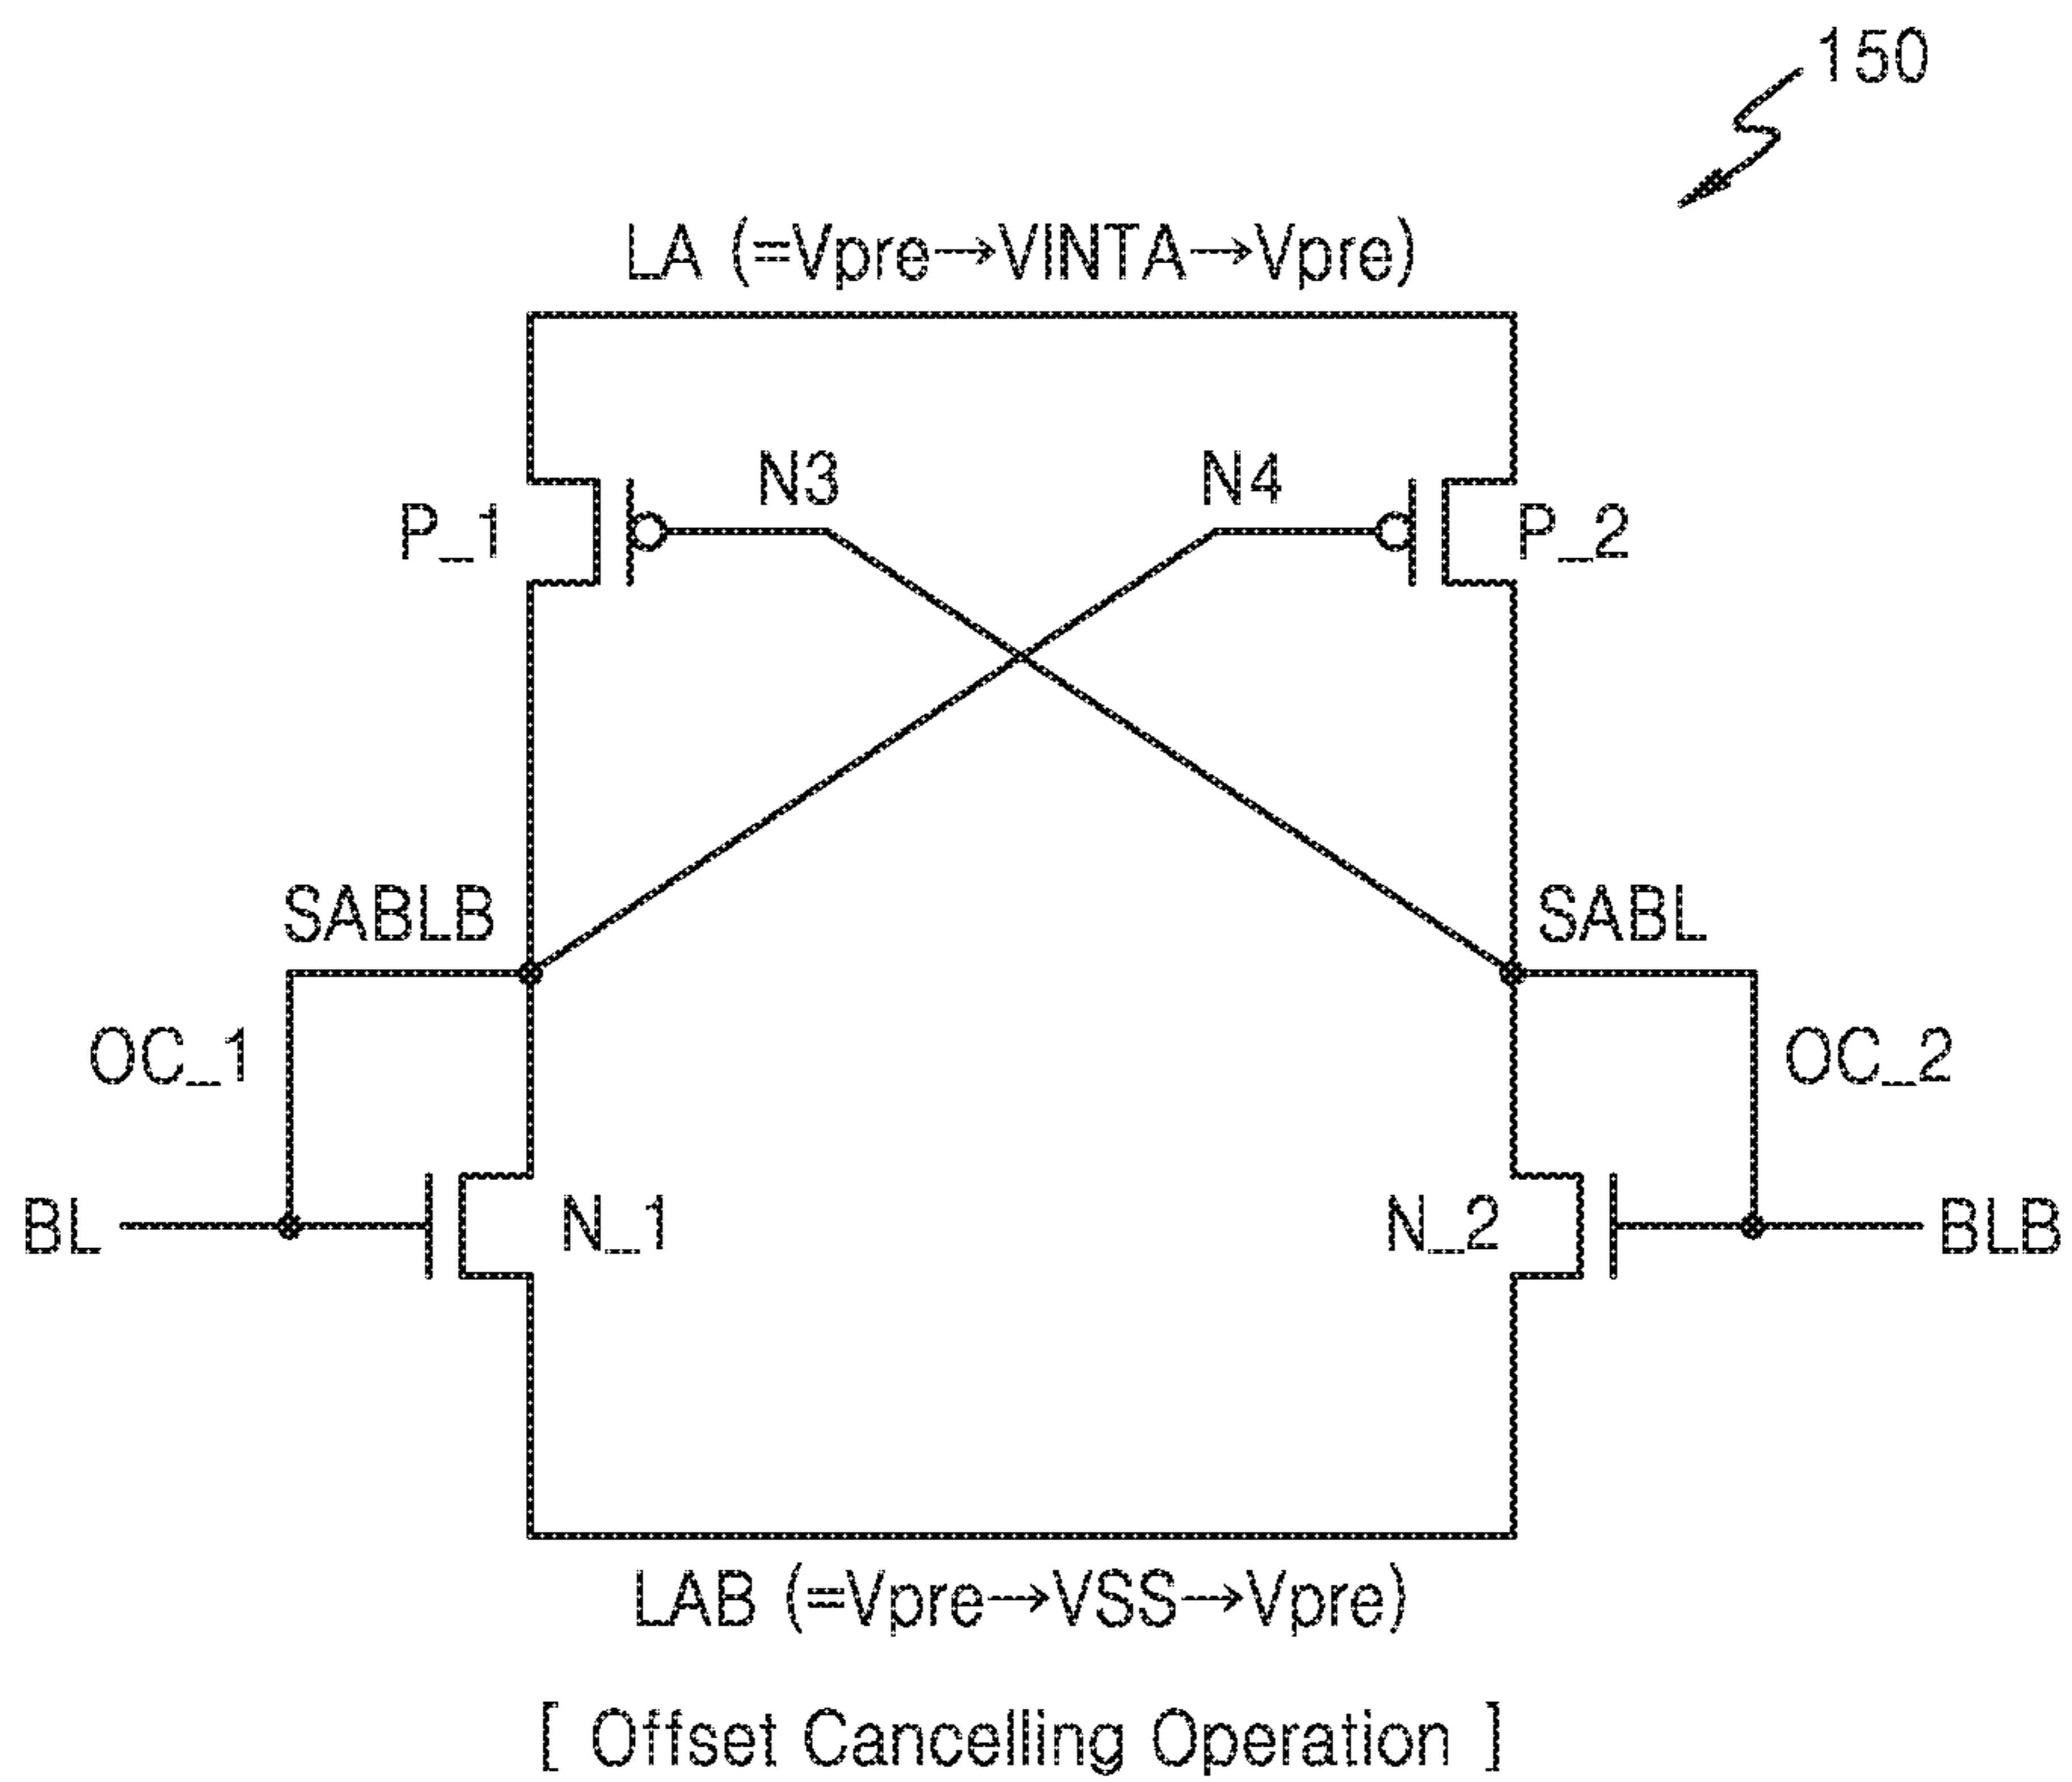 150
LA (=Vpre→VINTA→Vpre)
N3
N4
P_1
P_2
SABLB
SABL
OC_1
OC_2
BL
N_1
N_2
BLB
LAB (=Vpre→VSS→Vpre)
[ Offset Cancelling Operation ]